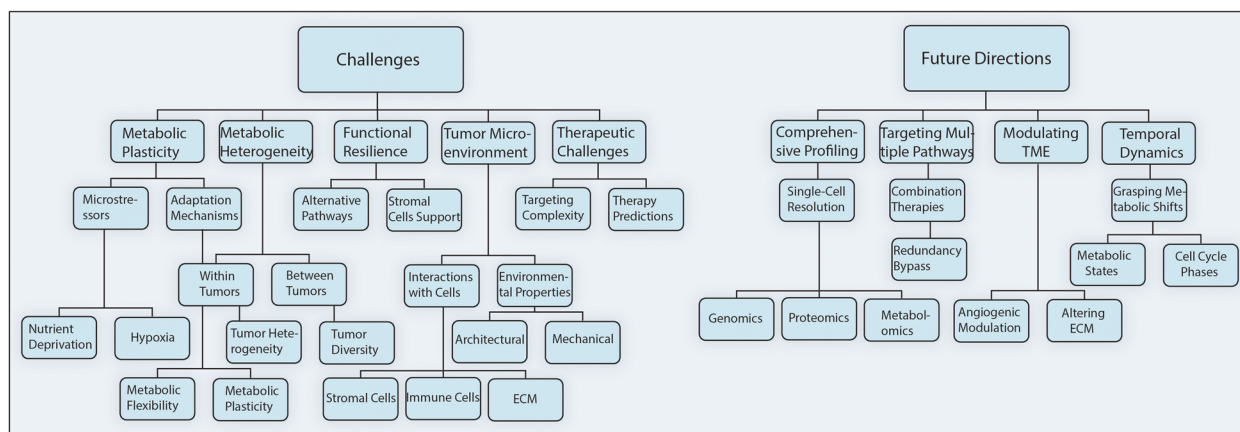 Challenges
Future Directions
Metabolic
Plasticity
Metabolic
Heterogeneity
Functional
Resilience
Tumor Micro-
environment
Therapeutic
Challenges
Comprehen-
sive Profiling
Targeting Mul-
tiple Pathways
Modulating
TME
Temporal
Dynamics
Microstre-
ssors
Adaptation
Mechanisms
Alternative
Pathways
Stromal
Cells Support
Targeting
Complexity
Therapy
Predictions
Single-Cell
Resolution
Combination
Therapies
Grasping Me-
tabolic Shifts
Within
Tumors
Between
Tumors
Interactions
with Cells
Environmen-
tal Properties
Redundancy
Bypass
Metabolic
States
Cell Cycle
Phases
Nutrient
Deprivation
Hypoxia
Tumor Hete-
rogeneity
Tumor
Diversity
Architectural
Mechanical
Genomics
Proteomics
Metabol-
omics
Angiogenic
Modulation
Altering
ECM
Metabolic
Flexibility
Metabolic
Plasticity
Stromal Cells
Immune Cells
ECM